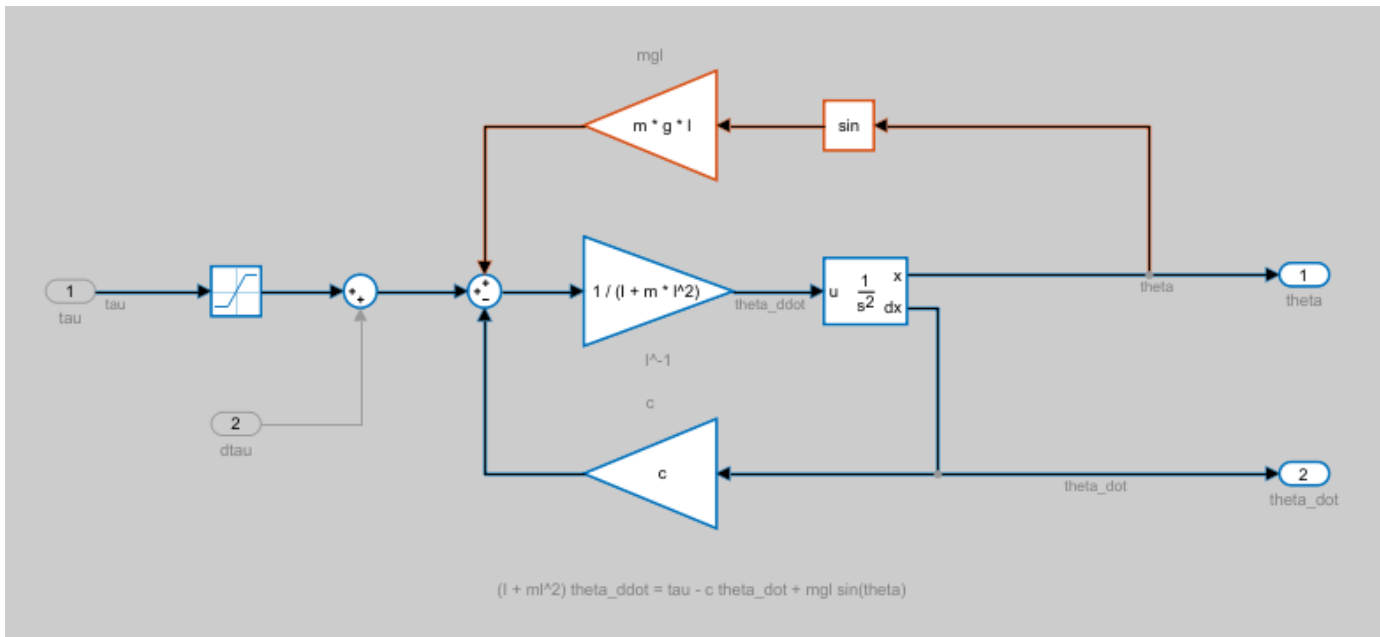 mgl
m * g * l
sin
1
tau
tau
+
+
+
+
-
1 / (I + m * l^2)
theta_ddot
u
1
s2
x
dx
theta
1
theta
I^-1
2
dtau
c
c
theta_dot
2
theta_dot
(I + ml^2) theta_ddot = tau - c theta_dot + mgl sin(theta)